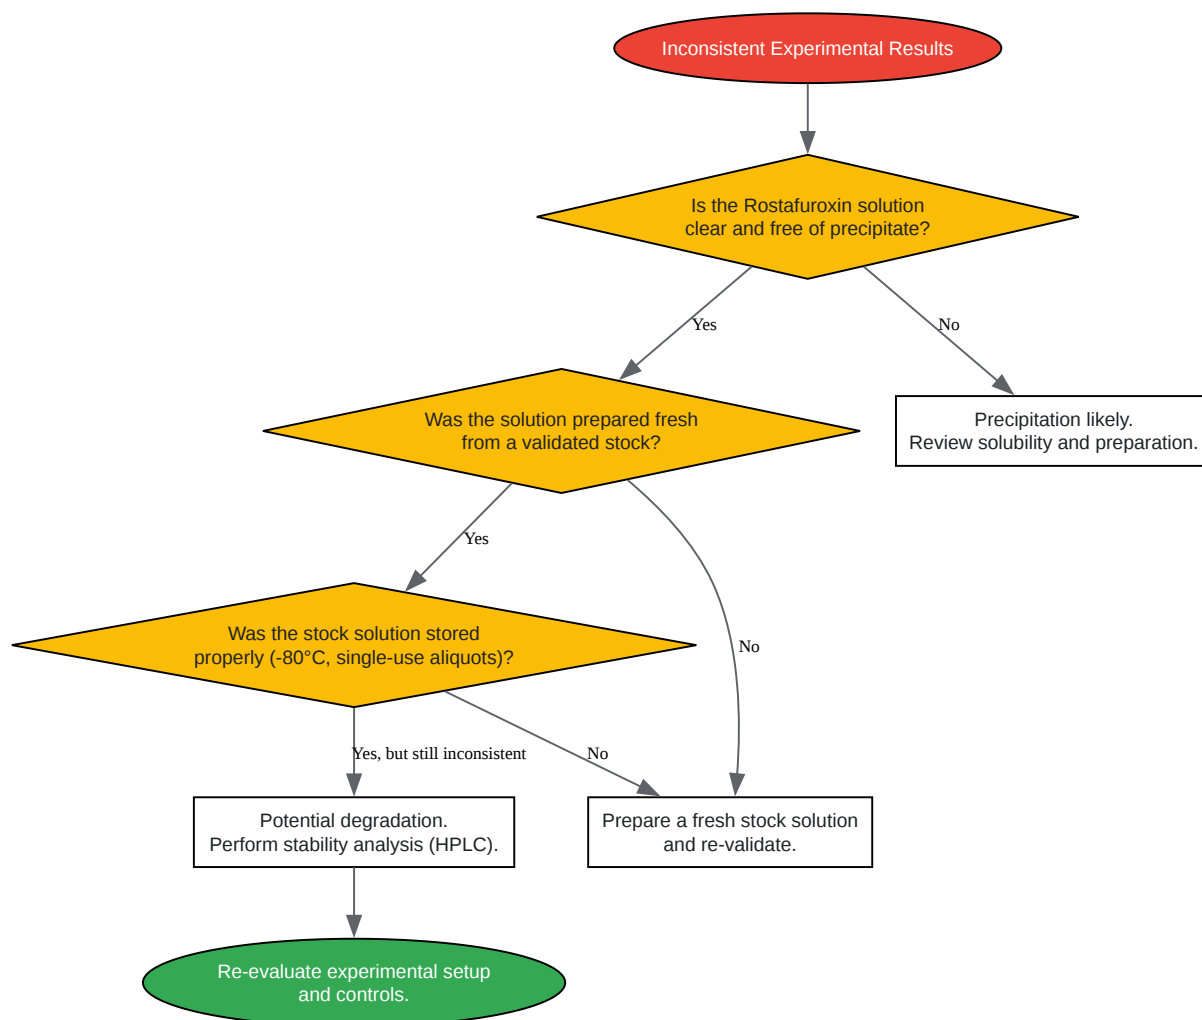 Inconsistent Experimental Results
Is the Rostafuroxin solution
clear and free of precipitate?
Yes
No
Was the solution prepared fresh
from a validated stock?
Precipitation likely.
Review solubility and preparation.
Yes
Was the stock solution stored
properly (-80°C, single-use aliquots)?
No
Yes, but still inconsistent
No
Potential degradation.
Perform stability analysis (HPLC).
Prepare a fresh stock solution
and re-validate.
Re-evaluate experimental setup
and controls.